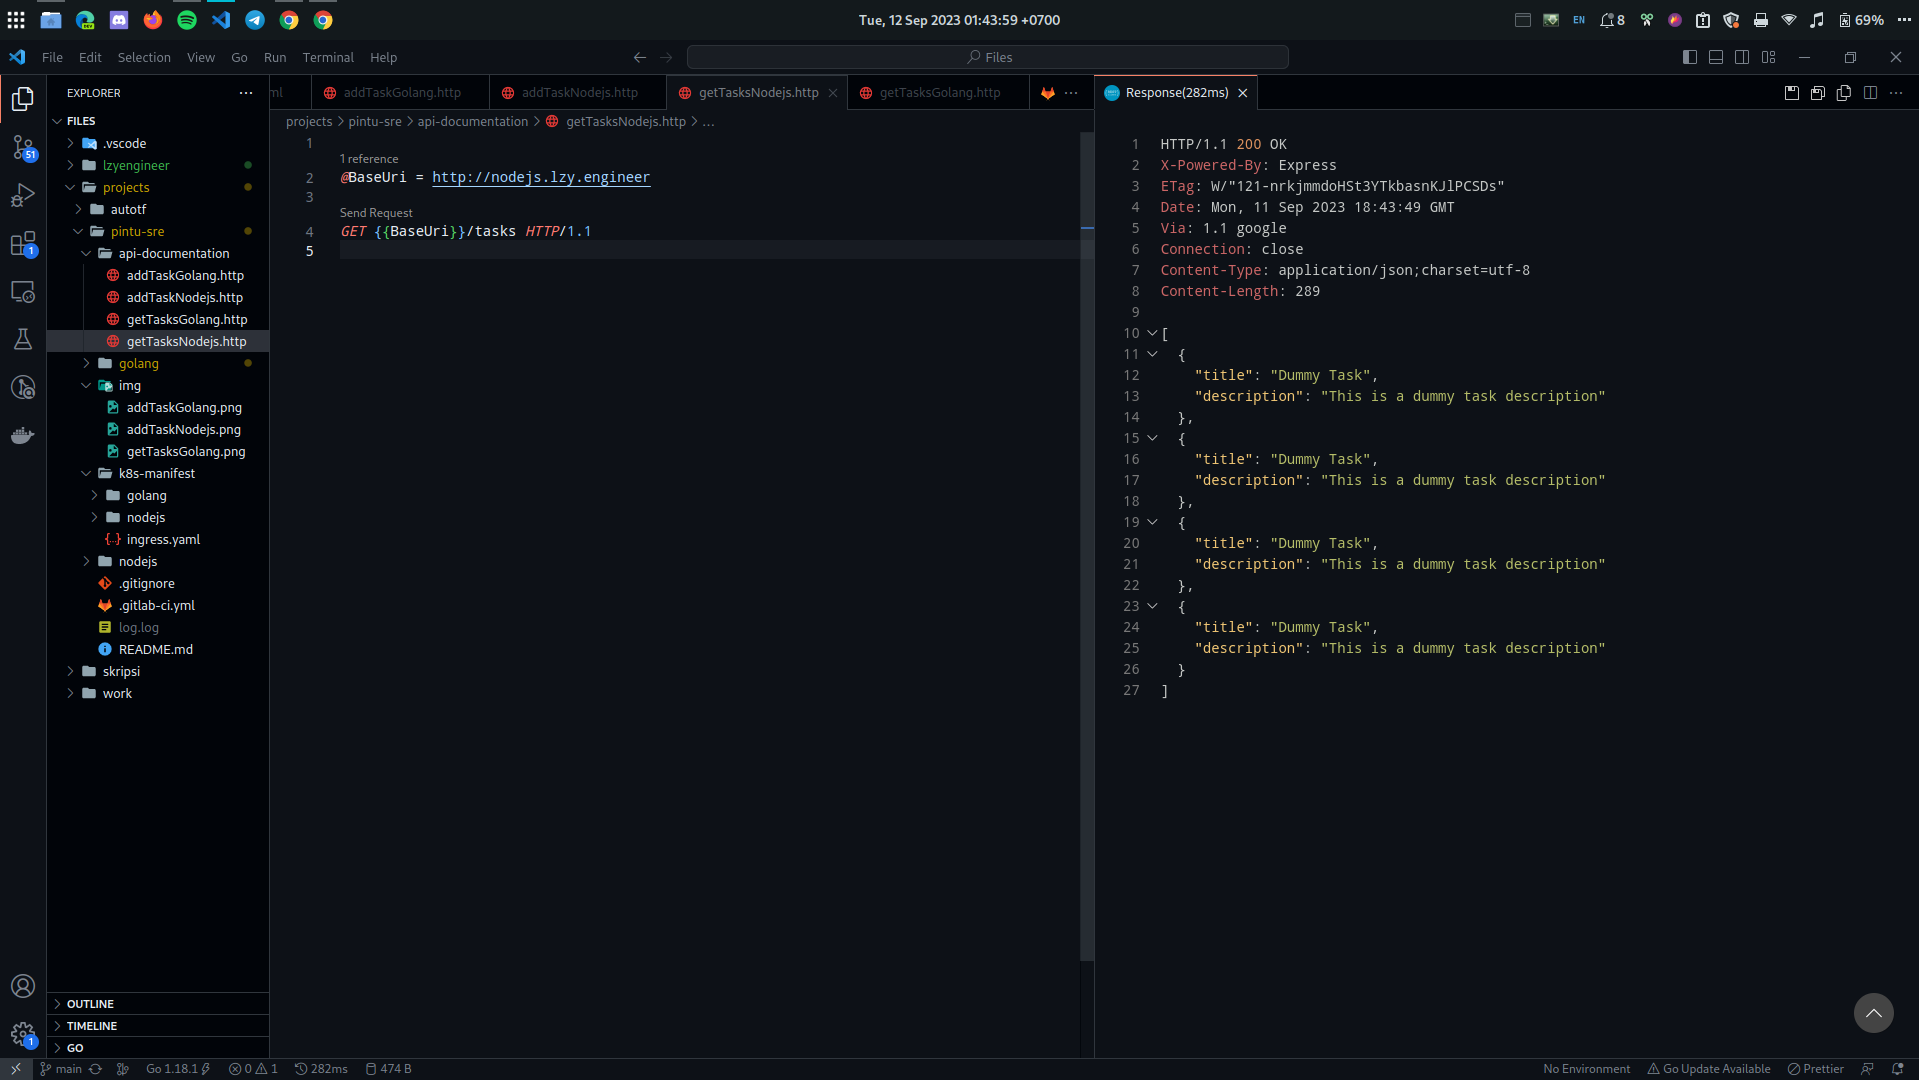 Tue, 12 Sep 2023 01:43:59 +0700
EN
8
69%
File Edit Selection View Go Run Terminal Help
Files
EXPLORER
FILES
.vscode
lzyengineer
projects
autotf
pintu-sre
api-documentation
addTaskGolang.http
addTaskNodejs.http
getTasksGolang.http
getTasksNodejs.http
golang
img
addTaskGolang.png
addTaskNodejs.png
getTasksGolang.png
k8s-manifest
golang
nodejs
ingress.yaml
nodejs
.gitignore
.gitlab-ci.yml
log.log
README.md
skripsi
work
OUTLINE
TIMELINE
GO
51
1
1
ml addTaskGolang.http addTaskNodejs.http getTasksNodejs.http getTasksGolang.http
projects > pintu-sre > api-documentation > getTasksNodejs.http > ...
1
1 reference
2 @BaseUri = http://nodejs.lzy.engineer
3
Send Request
4 GET {{BaseUri}}/tasks HTTP/1.1
5
Response(282ms)
1 HTTP/1.1 200 OK
2 X-Powered-By: Express
3 ETag: W/"121-nrkjmmdoHSt3YTkbasnKJlPCSDs"
4 Date: Mon, 11 Sep 2023 18:43:49 GMT
5 Via: 1.1 google
6 Connection: close
7 Content-Type: application/json;charset=utf-8
8 Content-Length: 289
9
10 [
11 {
12 "title": "Dummy Task",
13 "description": "This is a dummy task description"
14 },
15 {
16 "title": "Dummy Task",
17 "description": "This is a dummy task description"
18 },
19 {
20 "title": "Dummy Task",
21 "description": "This is a dummy task description"
22 },
23 {
24 "title": "Dummy Task",
25 "description": "This is a dummy task description"
26 }
27 ]
main Go 1.18.1 0 1 282ms 474 B
No Environment Go Update Available Prettier